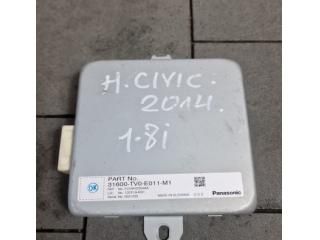 H. CIVIC.
2014.
1.8i
PART No.
31600-TV0-E011-M1
Panasonic